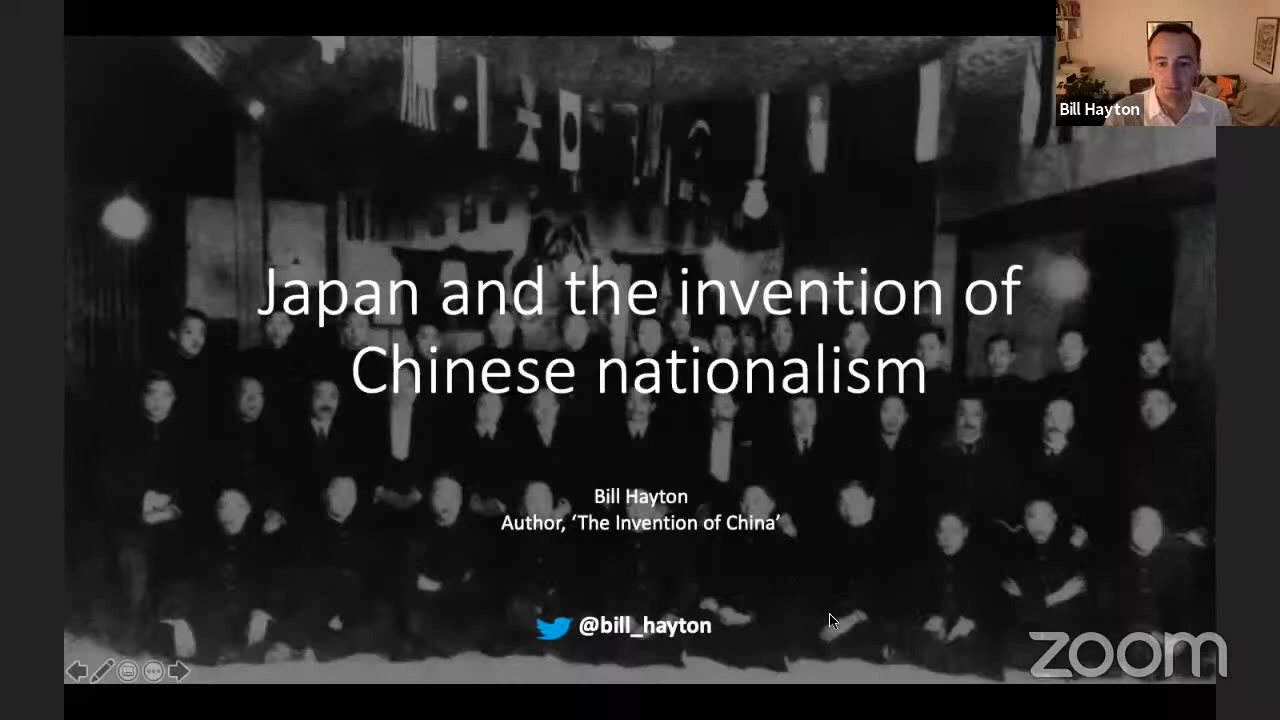 Bill Hayton
Japan and the invention of
Chinese nationalism
Bill Hayton
Author, ‘The Invention of China’
@bill_hayton
zoom